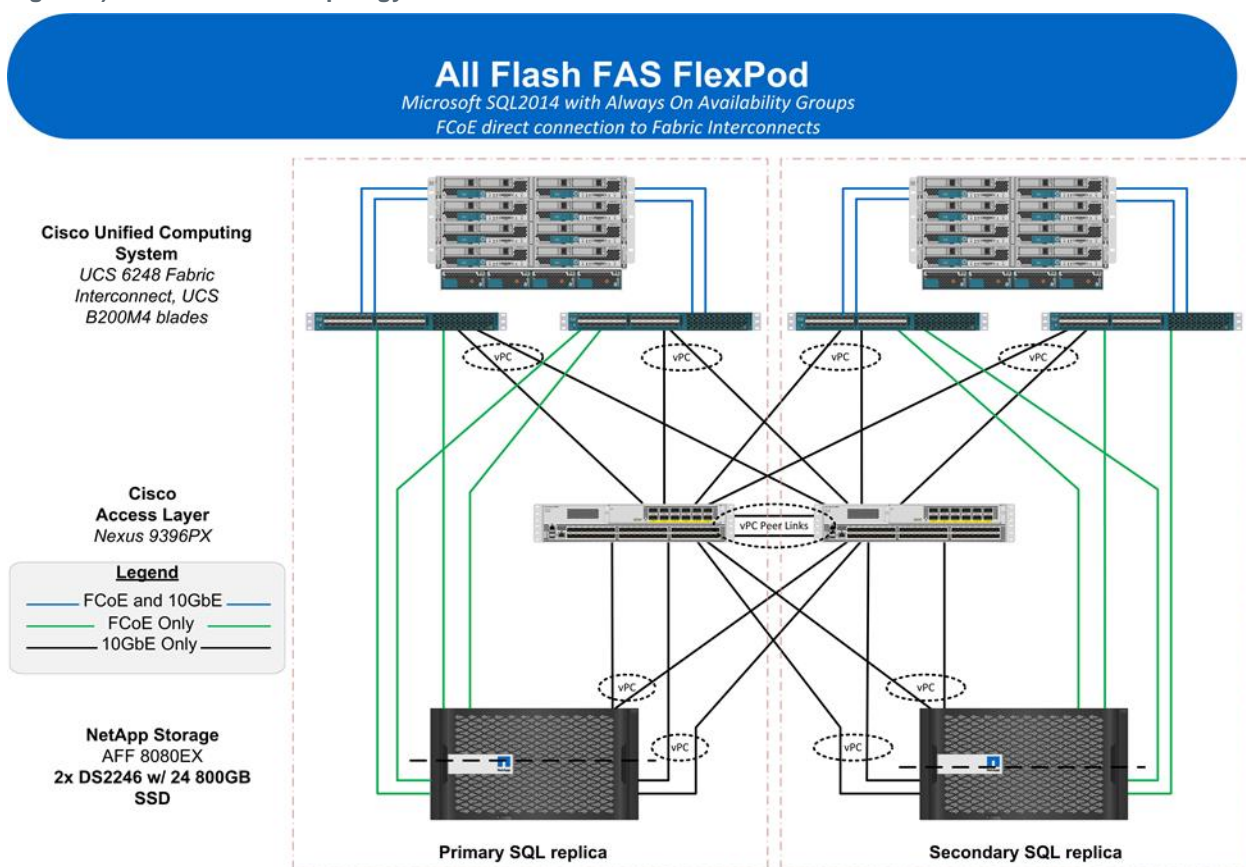 All Flash FAS FlexPod
Microsoft SQL2014 with Always On Availability Groups
FCoE direct connection to Fabric Interconnects
Cisco Unified Computing
System
UCS 6248 Fabric
Interconnect, UCS
B200M4 blades
vPC
vPC
vPC
vPC
Cisco
Access Layer
Nexus 9396PX
vPC Peer Links
Legend
FCoE and 10GbE
FCoE Only
10GbE Only
vPC
vPC
vPC
vPC
NetApp Storage
AFF 8080EX
2x DS2246 w/ 24 800GB
SSD
Primary SQL replica
Secondary SQL replica